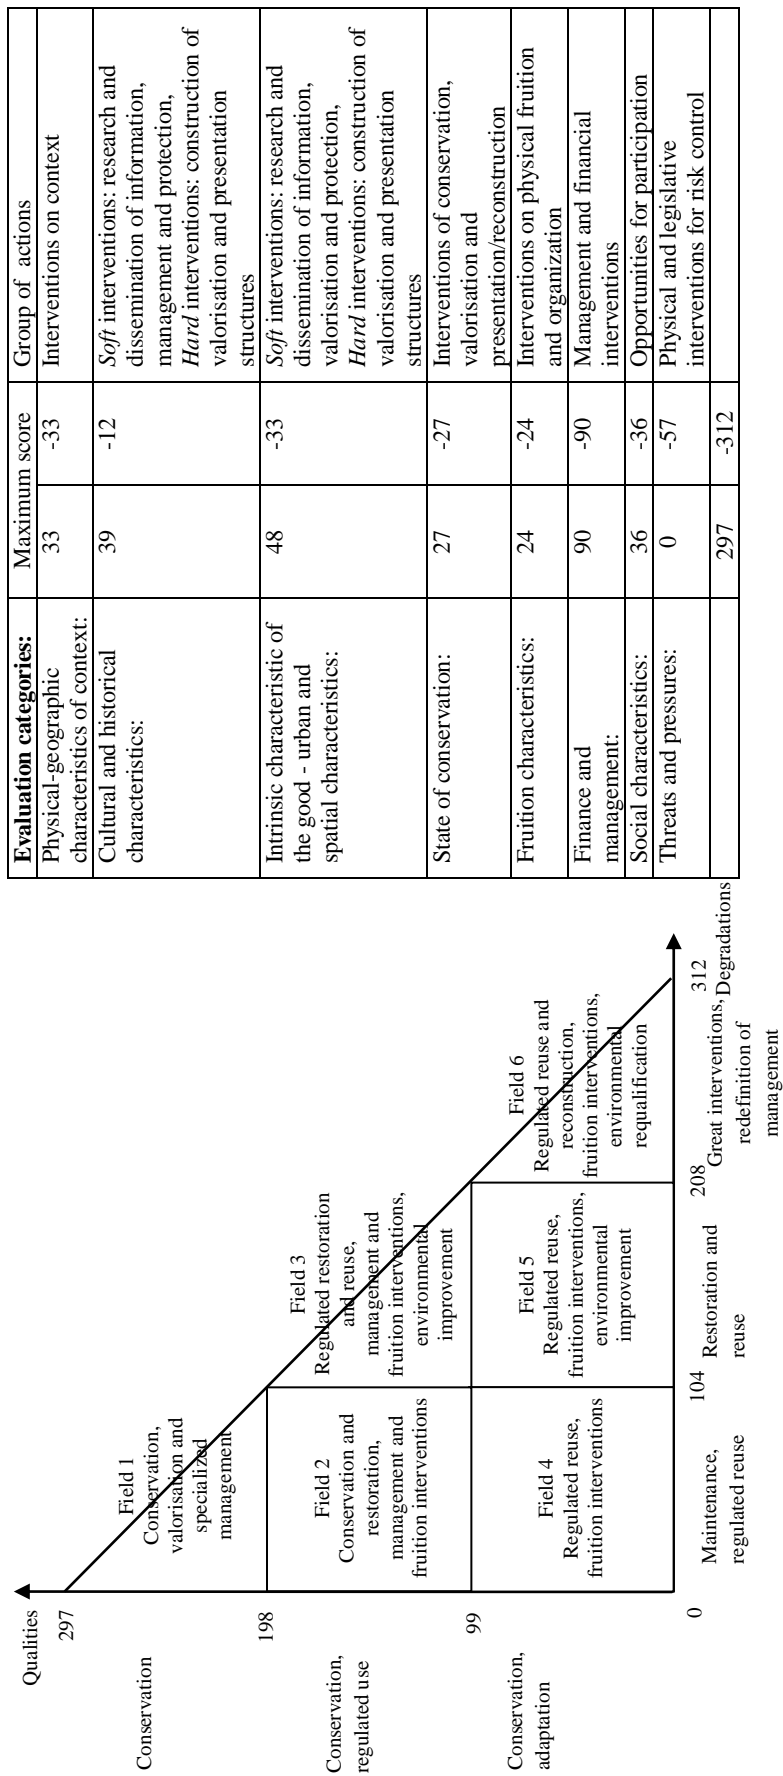 Qualities
297
198
99
0
Conservation
Conservation,
regulated use
Conservation,
adaptation
Field 1
Conservation,
valorisation and
specialized
management
Field 2
Conservation and
restoration,
management and
fruition interventions
Field 3
Regulated restoration
and reuse,
management and
fruition interventions,
environmental
improvement
Field 4
Regulated reuse,
fruition interventions
Field 5
Regulated reuse,
fruition interventions,
environmental
improvement
Field 6
Regulated reuse and
reconstruction,
fruition interventions,
environmental
requalification
104
208
312
Degradations
Maintenance,
regulated reuse
Restoration and
reuse
Great interventions,
redefinition of
management
Evaluation categories: Maximum score Group of actions
Physical-geographic
characteristics of context:
33 -33 Interventions on context
Cultural and historical
characteristics:
39 -12 Soft interventions: research and
dissemination of information,
management and protection,
Hard interventions: construction of
valorisation and presentation
structures
Intrinsic characteristic of
the good - urban and
spatial characteristics:
48 -33 Soft interventions: research and
dissemination of information,
valorisation and protection,
Hard interventions: construction of
valorisation and presentation
structures
State of conservation: 27 -27 Interventions of conservation,
valorisation and
presentation/reconstruction
Fruition characteristics: 24 -24 Interventions on physical fruition
and organization
Finance and
management:
90 -90 Management and financial
interventions
Social characteristics: 36 -36 Opportunities for participation
Threats and pressures: 0 -57 Physical and legislative
interventions for risk control
297 -312